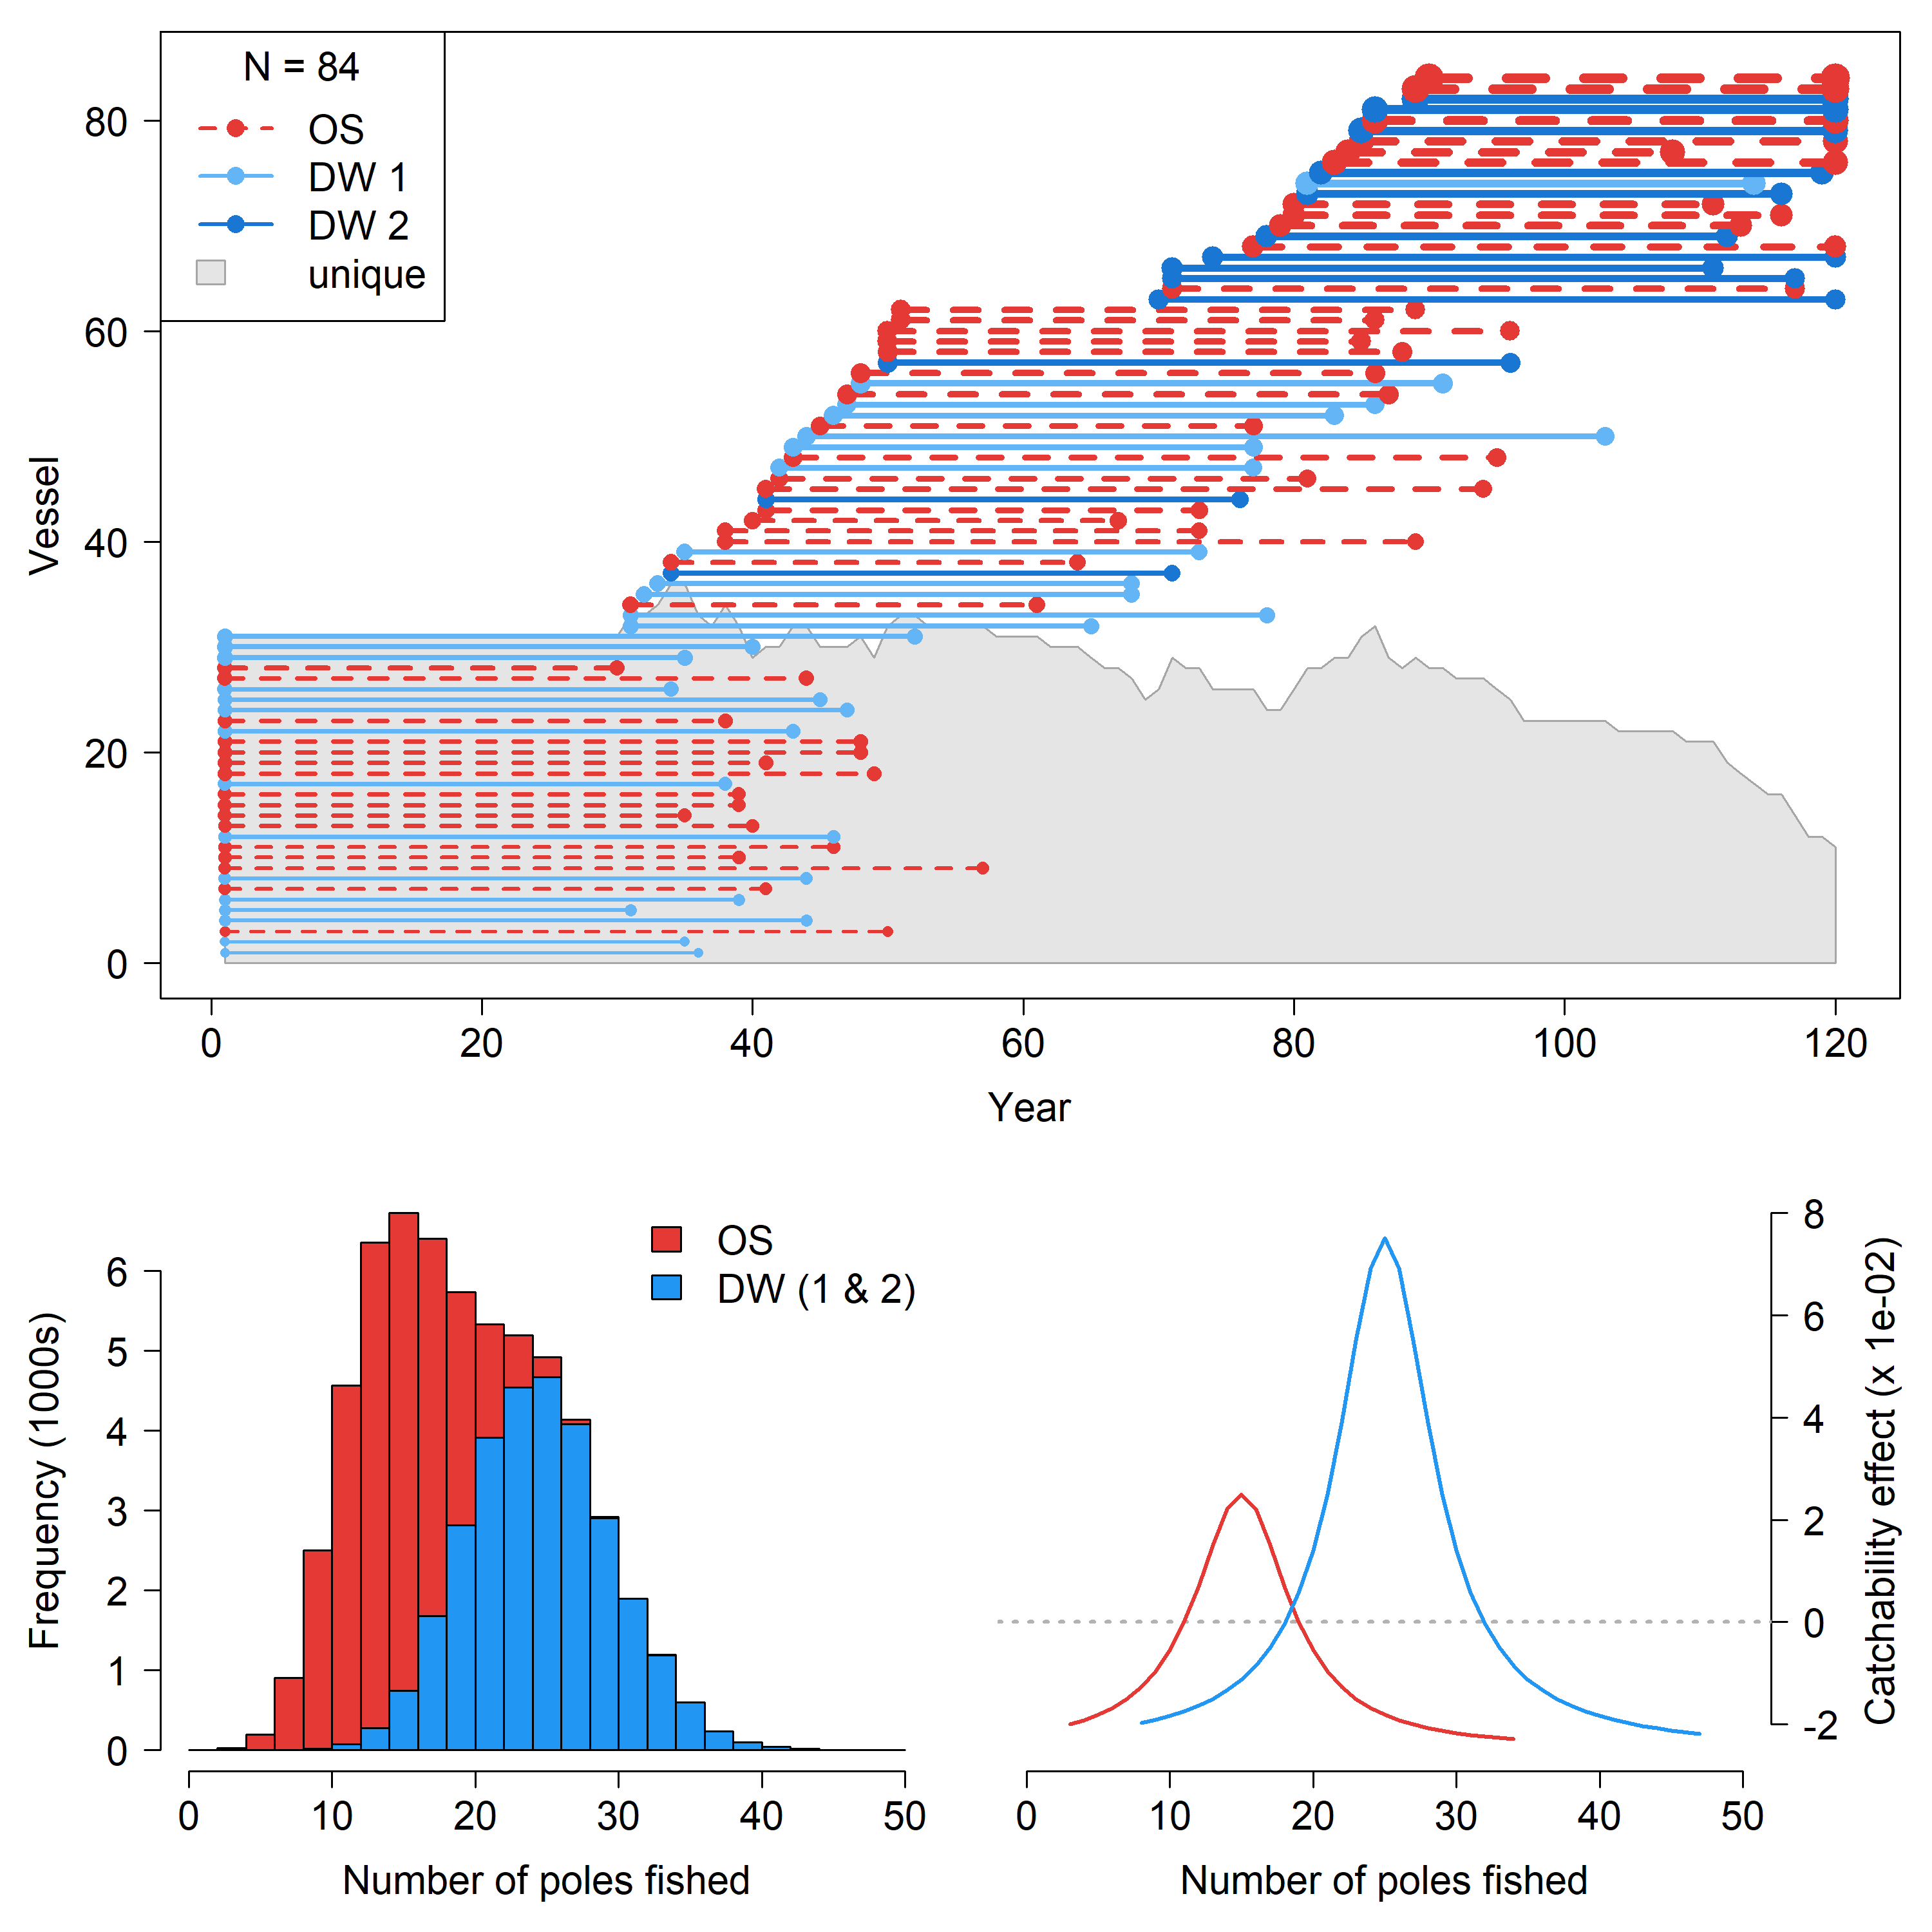 N = 84
OS
DW 1
DW 2
unique
Vessel
80
60
40
20
0
0 20 40 60 80 100 120
Year
OS
DW (1 & 2)
Frequency (1000s)
6
5
4
3
2
1
0
0 10 20 30 40 50
Number of poles fished
8
6
4
2
0
-2
Catchability effect (x 1e-02)
0 10 20 30 40 50
Number of poles fished